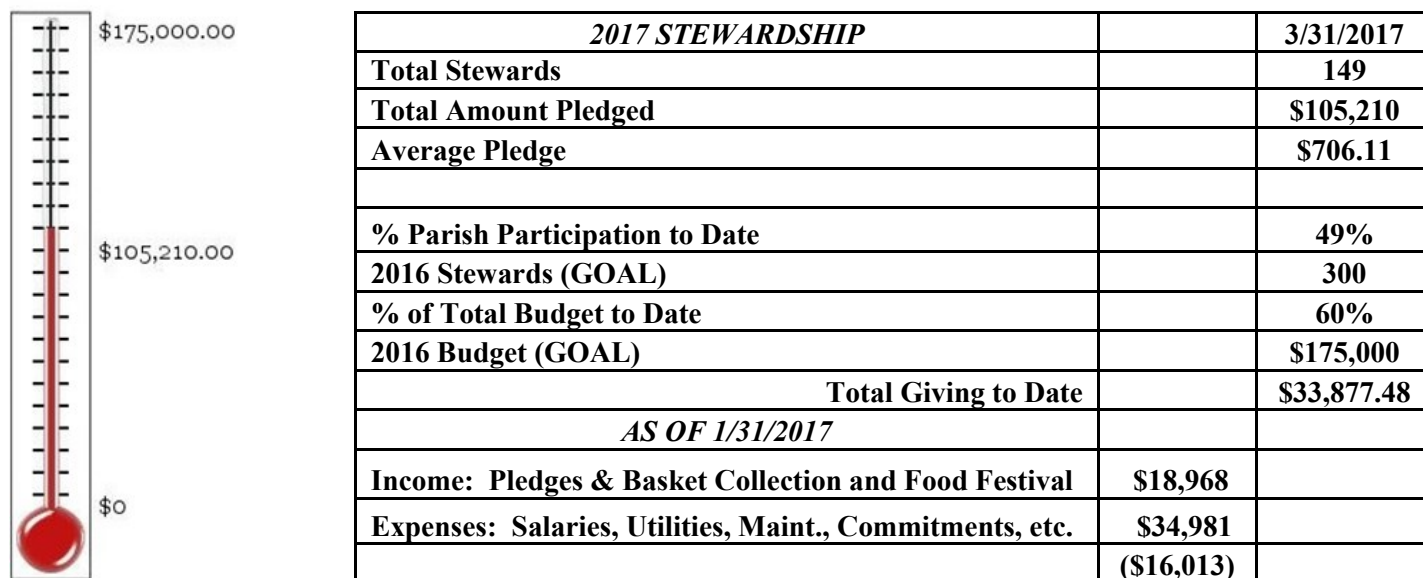 $175,000.00
$105,210.00
$0
2017 STEWARDSHIP 3/31/2017
Total Stewards 149
Total Amount Pledged $105,210
Average Pledge $706.11
% Parish Participation to Date 49%
2016 Stewards (GOAL) 300
% of Total Budget to Date 60%
2016 Budget (GOAL) $175,000
Total Giving to Date $33,877.48
AS OF 1/31/2017
Income: Pledges & Basket Collection and Food Festival $18,968
Expenses: Salaries, Utilities, Maint., Commitments, etc. $34,981
($16,013)